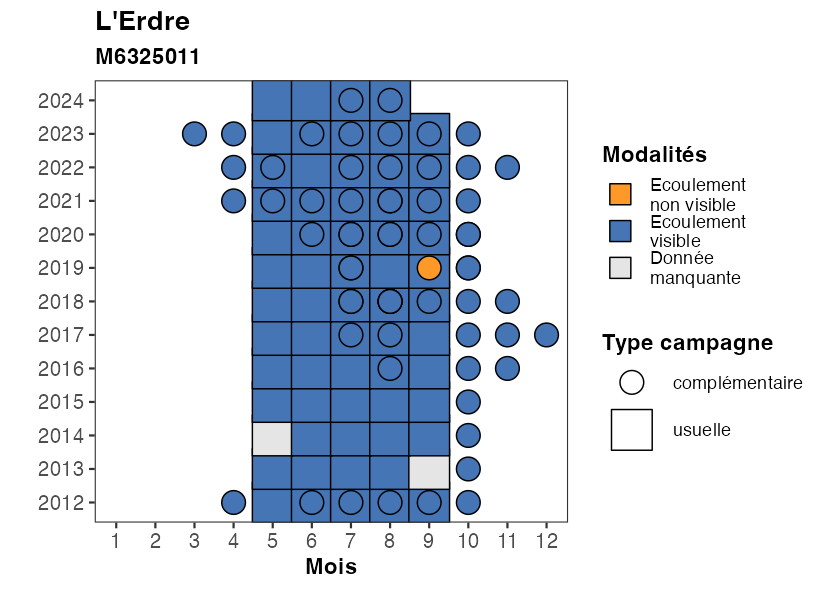 L'Erdre
M6325011
2024
2023
2022
2021
2020
2019
2018
2017
2016
2015
2014
2013
2012
1 2 3 4 5 6 7 8 9 10 11 12
Mois
Modalités
Ecoulement
non visible
Ecoulement
visible
Donnée
manquante
Type campagne
complémentaire
usuelle